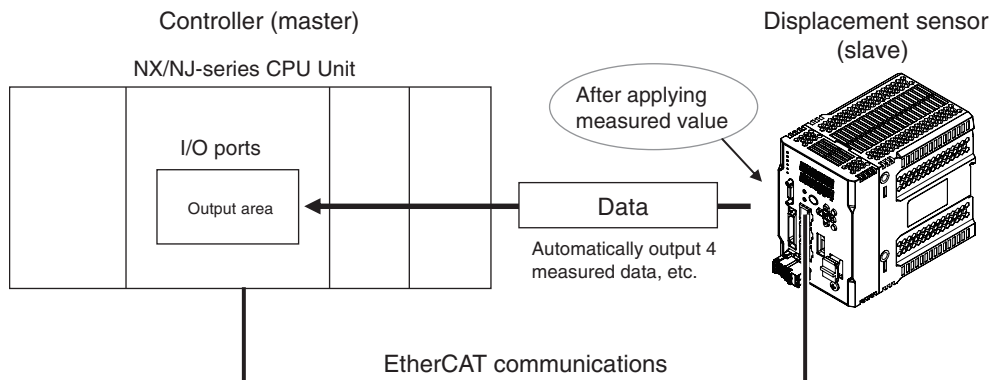 Controller (master)
Displacement sensor
(slave)
NX/NJ-series CPU Unit
After applying
measured value
I/O ports
Output area
Data
Automatically output 4
measured data, etc.
EtherCAT communications